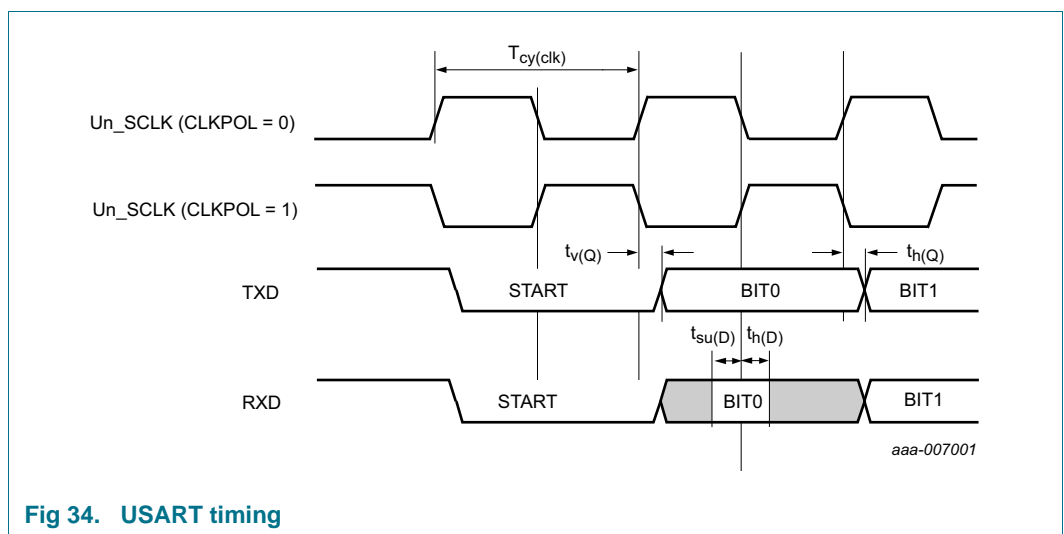 Tcy(clk)
Un_SCLK (CLKPOL = 0)
Un_SCLK (CLKPOL = 1)
tv(Q)
th(Q)
TXD
START
BIT0
BIT1
tsu(D)
th(D)
RXD
START
BIT0
BIT1
aaa-007001
Fig 34. USART timing